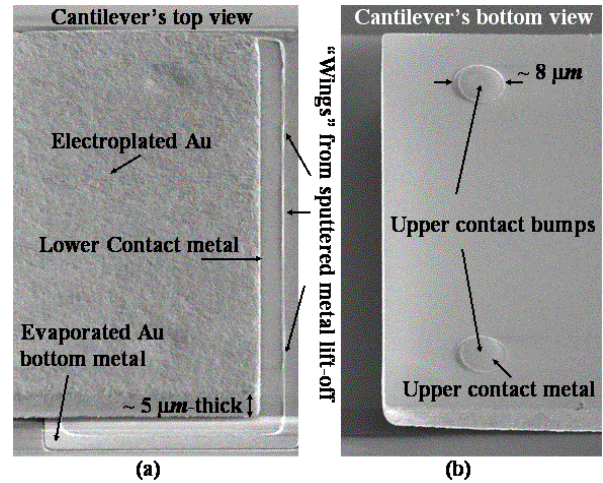 Cantilever's top view
Electroplated Au
Lower Contact metal
Evaporated Au
bottom metal
~ 5 μm-thick
(a)
"Wings" from sputtered metal lift-off
Cantilever's bottom view
~ 8 μm
Upper contact bumps
Upper contact metal
(b)